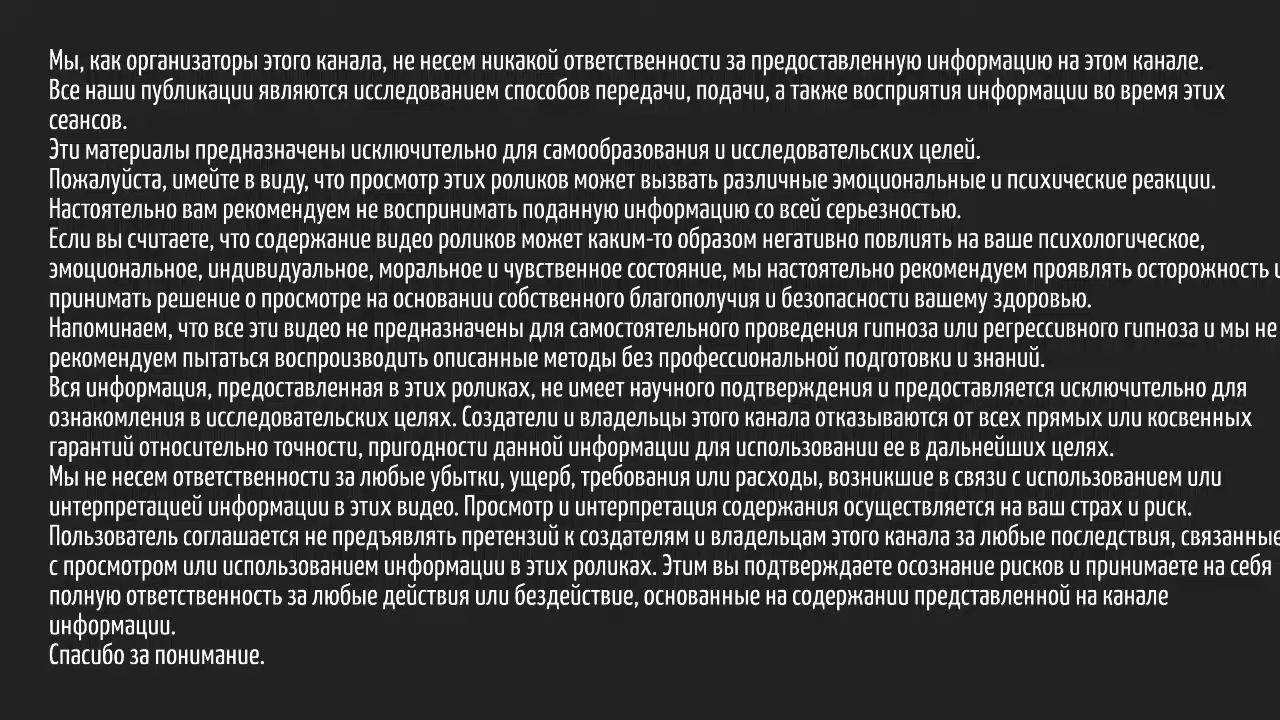 Мы, как организаторы этого канала, не несем никакой ответственности за предоставленную информацию на этом канале.
Все наши публикации являются исследованием способов передачи, подачи, а также восприятия информации во время этих
сеансов.
Эти материалы предназначены исключительно для самообразования и исследовательских целей.
Пожалуйста, имейте в виду, что просмотр этих роликов может вызвать различные эмоциональные и психические реакции.
Настоятельно вам рекомендуем не воспринимать поданную информацию со всей серьезностью.
Если вы считаете, что содержание видео роликов может каким-то образом негативно повлиять на ваше психологическое,
эмоциональное, индивидуальное, моральное и чувственное состояние, мы настоятельно рекомендуем проявлять осторожность и
принимать решение о просмотре на основании собственного благополучия и безопасности вашему здоровью.
Напоминаем, что все эти видео не предназначены для самостоятельного проведения гипноза или регрессивного гипноза и мы не
рекомендуем пытаться воспроизводить описанные методы без профессиональной подготовки и знаний.
Вся информация, предоставленная в этих роликах, не имеет научного подтверждения и предоставляется исключительно для
ознакомления в исследовательских целях. Создатели и владельцы этого канала отказываются от всех прямых или косвенных
гарантий относительно точности, пригодности данной информации для использовании ее в дальнейших целях.
Мы не несем ответственности за любые убытки, ущерб, требования или расходы, возникшие в связи с использованием или
интерпретацией информации в этих видео. Просмотр и интерпретация содержания осуществляется на ваш страх и риск.
Пользователь соглашается не предъявлять претензий к создателям и владельцам этого канала за любые последствия, связанные
с просмотром или использованием информации в этих роликах. Этим вы подтверждаете осознание рисков и принимаете на себя
полную ответственность за любые действия или бездействие, основанные на содержании представленной на канале
информации.
Спасибо за понимание.